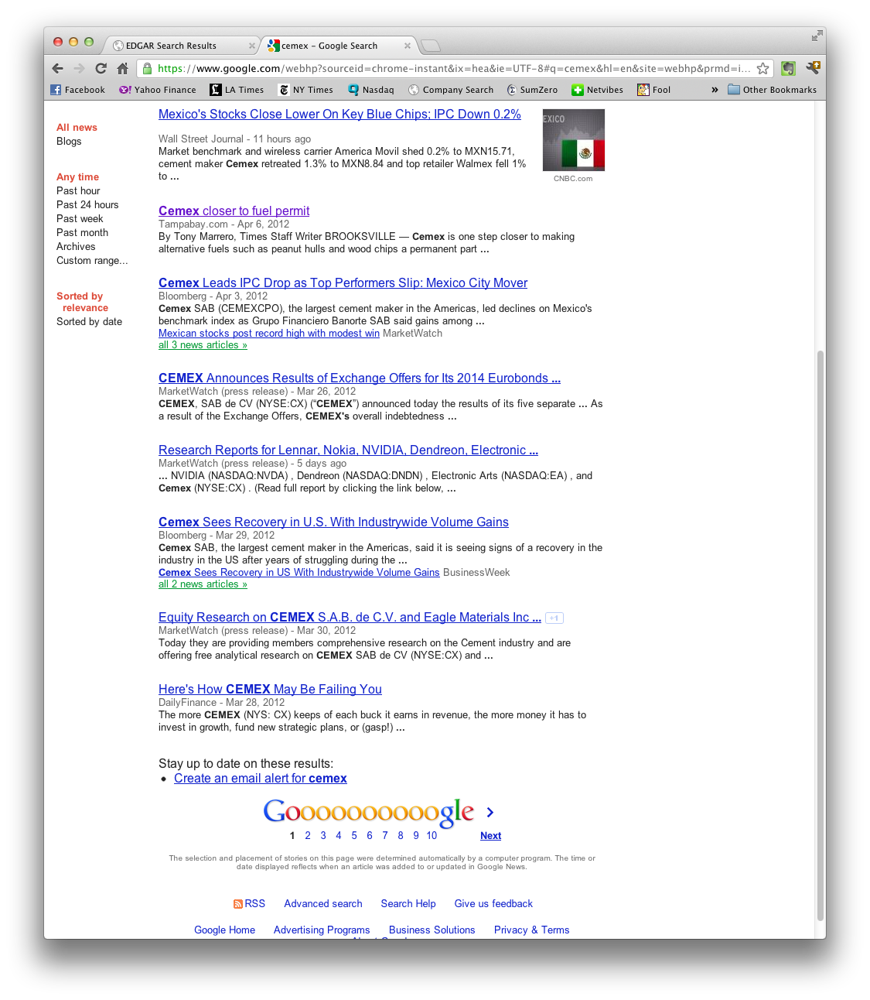 EDGAR Search Results
cemex – Google Search
https://www.google.com/webhp?sourceid=chrome-instant&ix=hea&ie=UTF-8#q=cemex&hl=en&site=webhp&prmd=i...
Facebook
Yahoo Finance
LA Times
NY Times
Nasdaq
Company Search
SumZero
Netvibes
Fool
»
Other Bookmarks
All news
Blogs
Any time
Past hour
Past 24 hours
Past week
Past month
Archives
Custom range...
Sorted by
relevance
Sorted by date
Mexico's Stocks Close Lower On Key Blue Chips; IPC Down 0.2%
Wall Street Journal - 11 hours ago
Market benchmark and wireless carrier America Movil shed 0.2% to MXN15.71,
cement maker Cemex retreated 1.3% to MXN8.84 and top retailer Walmex fell 1%
to ...
EXICO
CNBC.com
Cemex closer to fuel permit
Tampabay.com - Apr 6, 2012
By Tony Marrero, Times Staff Writer BROOKSVILLE — Cemex is one step closer to making
alternative fuels such as peanut hulls and wood chips a permanent part ...
Cemex Leads IPC Drop as Top Performers Slip: Mexico City Mover
Bloomberg - Apr 3, 2012
Cemex SAB (CEMEXCPO), the largest cement maker in the Americas, led declines on Mexico's
benchmark index as Grupo Financiero Banorte SAB said gains among ...
Mexican stocks post record high with modest win MarketWatch
all 3 news articles »
CEMEX Announces Results of Exchange Offers for Its 2014 Eurobonds ...
MarketWatch (press release) - Mar 26, 2012
CEMEX, SAB de CV (NYSE:CX) (“CEMEX”) announced today the results of its five separate ... As
a result of the Exchange Offers, CEMEX's overall indebtedness ...
Research Reports for Lennar, Nokia, NVIDIA, Dendreon, Electronic ...
MarketWatch (press release) - 5 days ago
... NVIDIA (NASDAQ:NVDA) , Dendreon (NASDAQ:DNDN) , Electronic Arts (NASDAQ:EA) , and
Cemex (NYSE:CX) . (Read full report by clicking the link below, ...
Cemex Sees Recovery in U.S. With Industrywide Volume Gains
Bloomberg - Mar 29, 2012
Cemex SAB, the largest cement maker in the Americas, said it is seeing signs of a recovery in the
industry in the US after years of struggling during the ...
Cemex Sees Recovery in US With Industrywide Volume Gains BusinessWeek
all 2 news articles »
Equity Research on CEMEX S.A.B. de C.V. and Eagle Materials Inc ... +1
MarketWatch (press release) - Mar 30, 2012
Today they are providing members comprehensive research on the Cement industry and are
offering free analytical research on CEMEX SAB de CV (NYSE:CX) and ...
Here's How CEMEX May Be Failing You
DailyFinance - Mar 28, 2012
The more CEMEX (NYS: CX) keeps of each buck it earns in revenue, the more money it has to
invest in growth, fund new strategic plans, or (gasp!) ...
Stay up to date on these results:
• Create an email alert for cemex
Goooooooooogle >
1 2 3 4 5 6 7 8 9 10 Next
The selection and placement of stories on this page were determined automatically by a computer program. The time or
date displayed reflects when an article was added to or updated in Google News.
RSS Advanced search Search Help Give us feedback
Google Home Advertising Programs Business Solutions Privacy & Terms